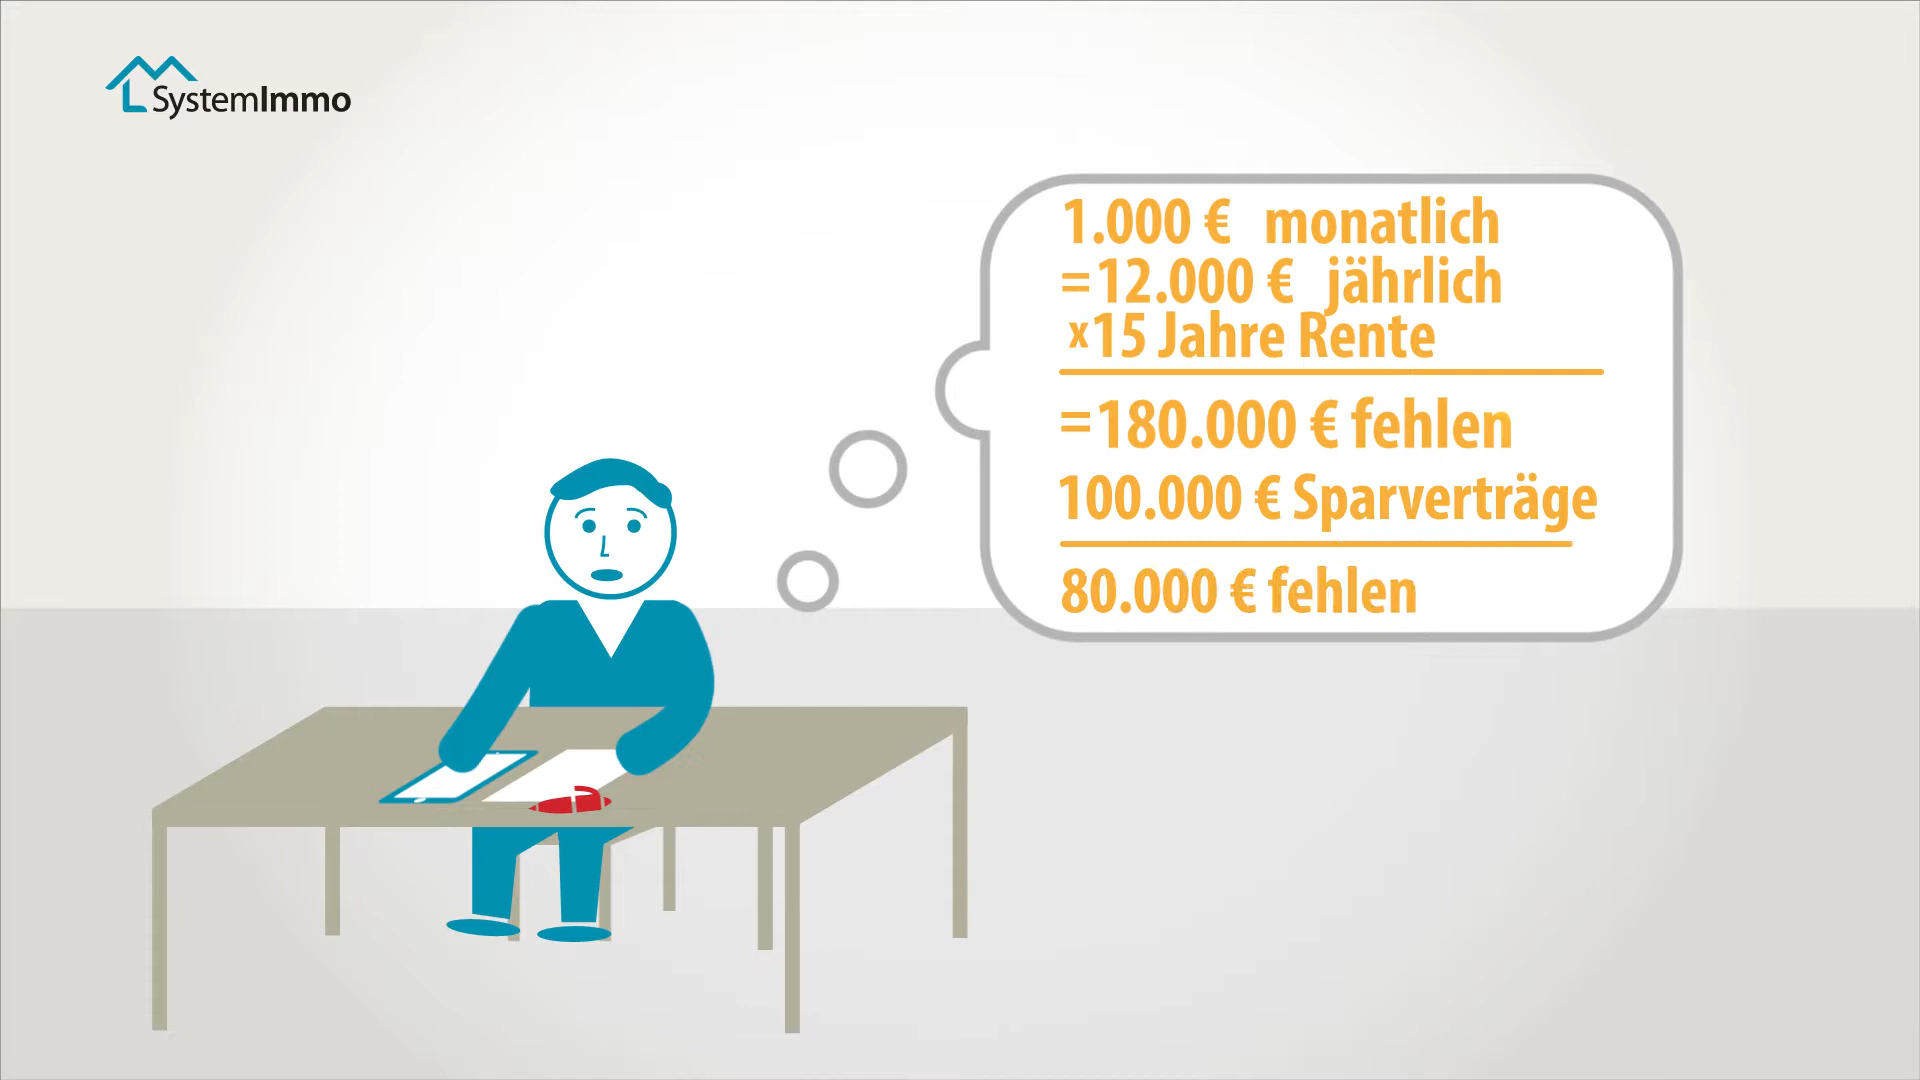 SystemImmo
1.000 € monatlich
=12.000 € jährlich
x15 Jahre Rente
=180.000 € fehlen
100.000 € Sparverträge
80.000 € fehlen